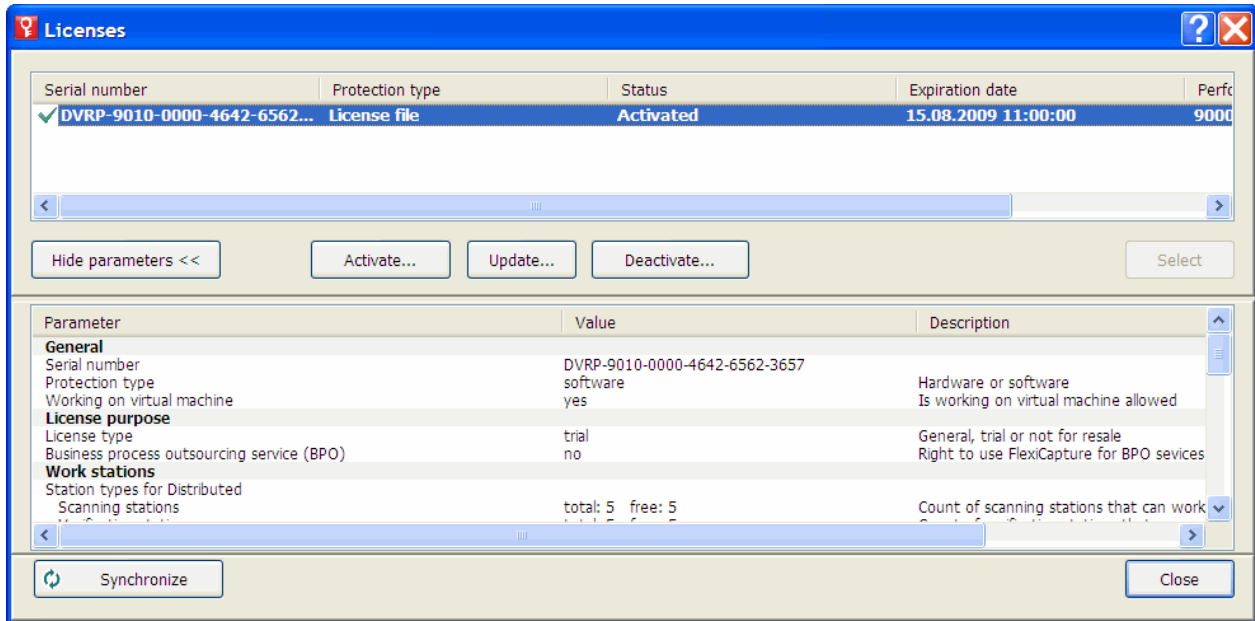 Licenses
Serial number Protection type Status Expiration date Perfc
DVRP-9010-0000-4642-6562... License file Activated 15.08.2009 11:00:00 9000
Hide parameters << Activate... Update... Deactivate... Select
Parameter Value Description
General
Serial number DVRP-9010-0000-4642-6562-3657
Protection type software Hardware or software
Working on virtual machine yes Is working on virtual machine allowed
License purpose
License type trial General, trial or not for resale
Business process outsourcing service (BPO) no Right to use FlexiCapture for BPO sevices
Work stations
Station types for Distributed
Scanning stations total: 5 free: 5 Count of scanning stations that can work
Synchronize Close